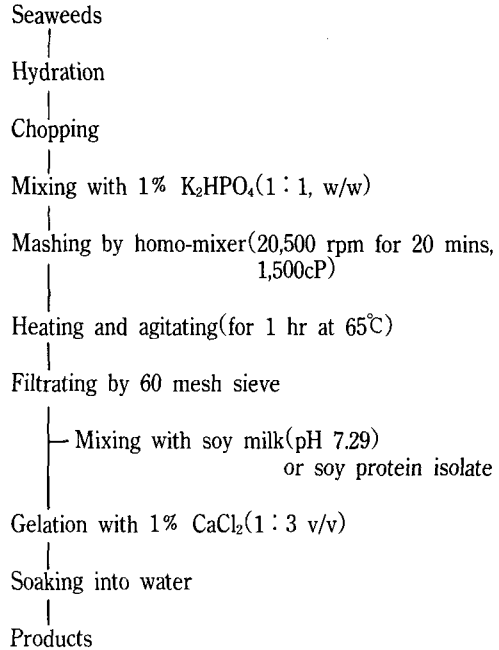 Seaweeds
Hydration
Chopping
Mixing with 1% K₂HPO₄(1 : 1, w/w)
Mashing by homo-mixer(20,500 rpm for 20 mins,
1,500cP)
Heating and agitating(for 1 hr at 65℃)
Filtrating by 60 mesh sieve
Mixing with soy milk(pH 7.29)
or soy protein isolate
Gelation with 1% CaCl₂(1 : 3 v/v)
Soaking into water
Products